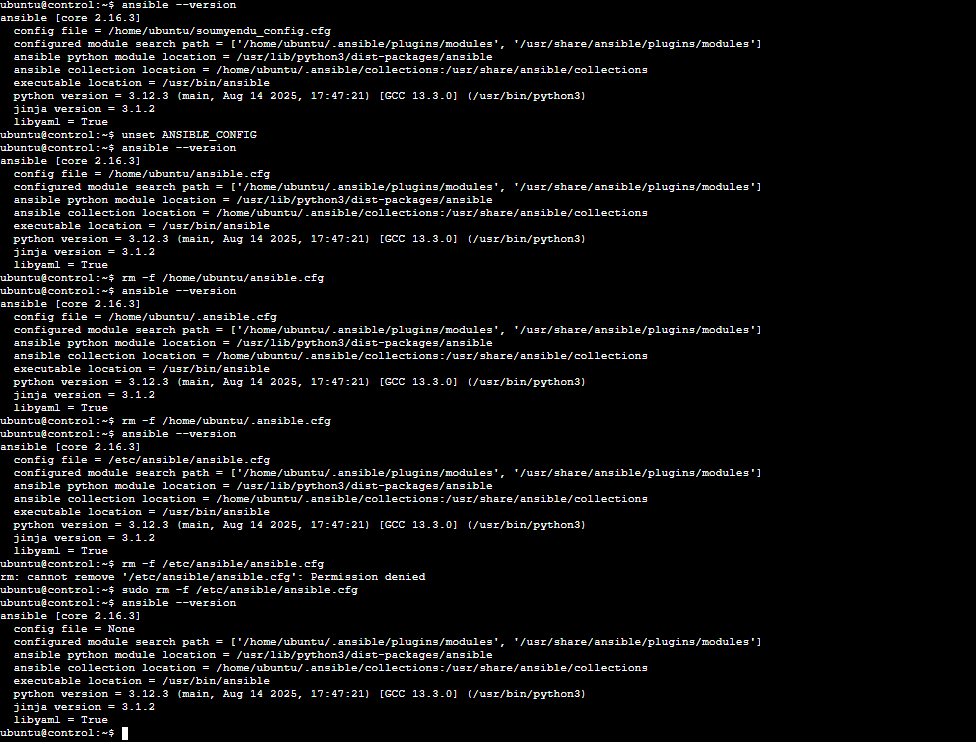 ubuntu@control:~$ ansible --version
ansible [core 2.16.3]
  config file = /home/ubuntu/soumyendu_config.cfg
  configured module search path = ['/home/ubuntu/.ansible/plugins/modules', '/usr/share/ansible/plugins/modules']
  ansible python module location = /usr/lib/python3/dist-packages/ansible
  ansible collection location = /home/ubuntu/.ansible/collections:/usr/share/ansible/collections
  executable location = /usr/bin/ansible
  python version = 3.12.3 (main, Aug 14 2025, 17:47:21) [GCC 13.3.0] (/usr/bin/python3)
  jinja version = 3.1.2
  libyaml = True
ubuntu@control:~$ unset ANSIBLE_CONFIG
ubuntu@control:~$ ansible --version
ansible [core 2.16.3]
  config file = /home/ubuntu/ansible.cfg
  configured module search path = ['/home/ubuntu/.ansible/plugins/modules', '/usr/share/ansible/plugins/modules']
  ansible python module location = /usr/lib/python3/dist-packages/ansible
  ansible collection location = /home/ubuntu/.ansible/collections:/usr/share/ansible/collections
  executable location = /usr/bin/ansible
  python version = 3.12.3 (main, Aug 14 2025, 17:47:21) [GCC 13.3.0] (/usr/bin/python3)
  jinja version = 3.1.2
  libyaml = True
ubuntu@control:~$ rm -f /home/ubuntu/ansible.cfg
ubuntu@control:~$ ansible --version
ansible [core 2.16.3]
  config file = /home/ubuntu/.ansible.cfg
  configured module search path = ['/home/ubuntu/.ansible/plugins/modules', '/usr/share/ansible/plugins/modules']
  ansible python module location = /usr/lib/python3/dist-packages/ansible
  ansible collection location = /home/ubuntu/.ansible/collections:/usr/share/ansible/collections
  executable location = /usr/bin/ansible
  python version = 3.12.3 (main, Aug 14 2025, 17:47:21) [GCC 13.3.0] (/usr/bin/python3)
  jinja version = 3.1.2
  libyaml = True
ubuntu@control:~$ rm -f /home/ubuntu/.ansible.cfg
ubuntu@control:~$ ansible --version
ansible [core 2.16.3]
  config file = /etc/ansible/ansible.cfg
  configured module search path = ['/home/ubuntu/.ansible/plugins/modules', '/usr/share/ansible/plugins/modules']
  ansible python module location = /usr/lib/python3/dist-packages/ansible
  ansible collection location = /home/ubuntu/.ansible/collections:/usr/share/ansible/collections
  executable location = /usr/bin/ansible
  python version = 3.12.3 (main, Aug 14 2025, 17:47:21) [GCC 13.3.0] (/usr/bin/python3)
  jinja version = 3.1.2
  libyaml = True
ubuntu@control:~$ rm -f /etc/ansible/ansible.cfg
rm: cannot remove '/etc/ansible/ansible.cfg': Permission denied
ubuntu@control:~$ sudo rm -f /etc/ansible/ansible.cfg
ubuntu@control:~$ ansible --version
ansible [core 2.16.3]
  config file = None
  configured module search path = ['/home/ubuntu/.ansible/plugins/modules', '/usr/share/ansible/plugins/modules']
  ansible python module location = /usr/lib/python3/dist-packages/ansible
  ansible collection location = /home/ubuntu/.ansible/collections:/usr/share/ansible/collections
  executable location = /usr/bin/ansible
  python version = 3.12.3 (main, Aug 14 2025, 17:47:21) [GCC 13.3.0] (/usr/bin/python3)
  jinja version = 3.1.2
  libyaml = True
ubuntu@control:~$